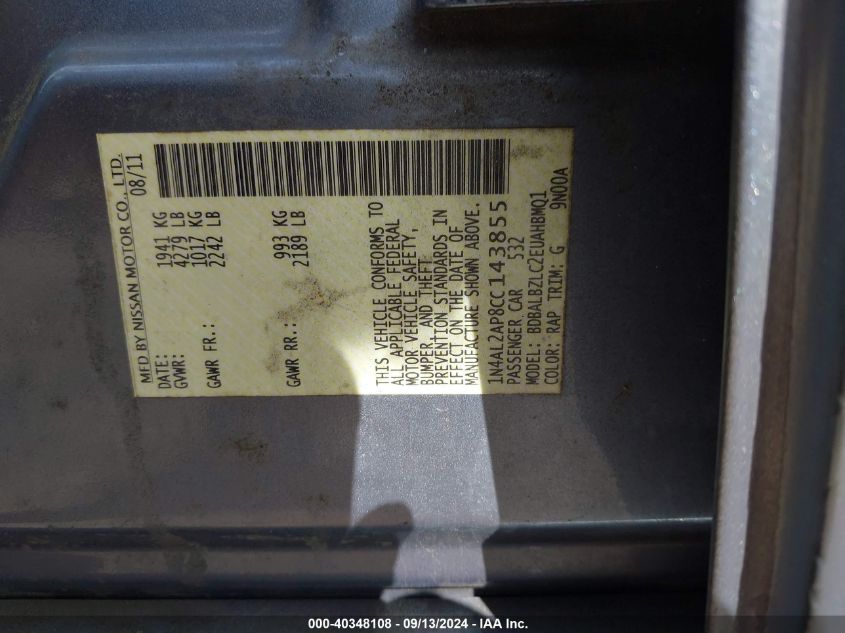 MFD BY NISSAN MOTOR CO., LTD.
DATE: 08/11
GVWR: 1941 KG
4279 LB
GAWR FR.: 1017 KG
2242 LB
GAWR RR.: 993 KG
2189 LB
THIS VEHICLE CONFORMS TO
ALL APPLICABLE FEDERAL
MOTOR VEHICLE SAFETY,
BUMPER, AND THEFT
PREVENTION STANDARDS IN
EFFECT ON THE DATE OF
MANUFACTURE SHOWN ABOVE.
1N4AL2AP8CC143855
PASSENGER CAR 532
MODEL: BDBALBZLC2EUAHBMQ1
COLOR: RAP TRIM: G 9N00A
000-40348108 - 09/13/2024 - IAA Inc.